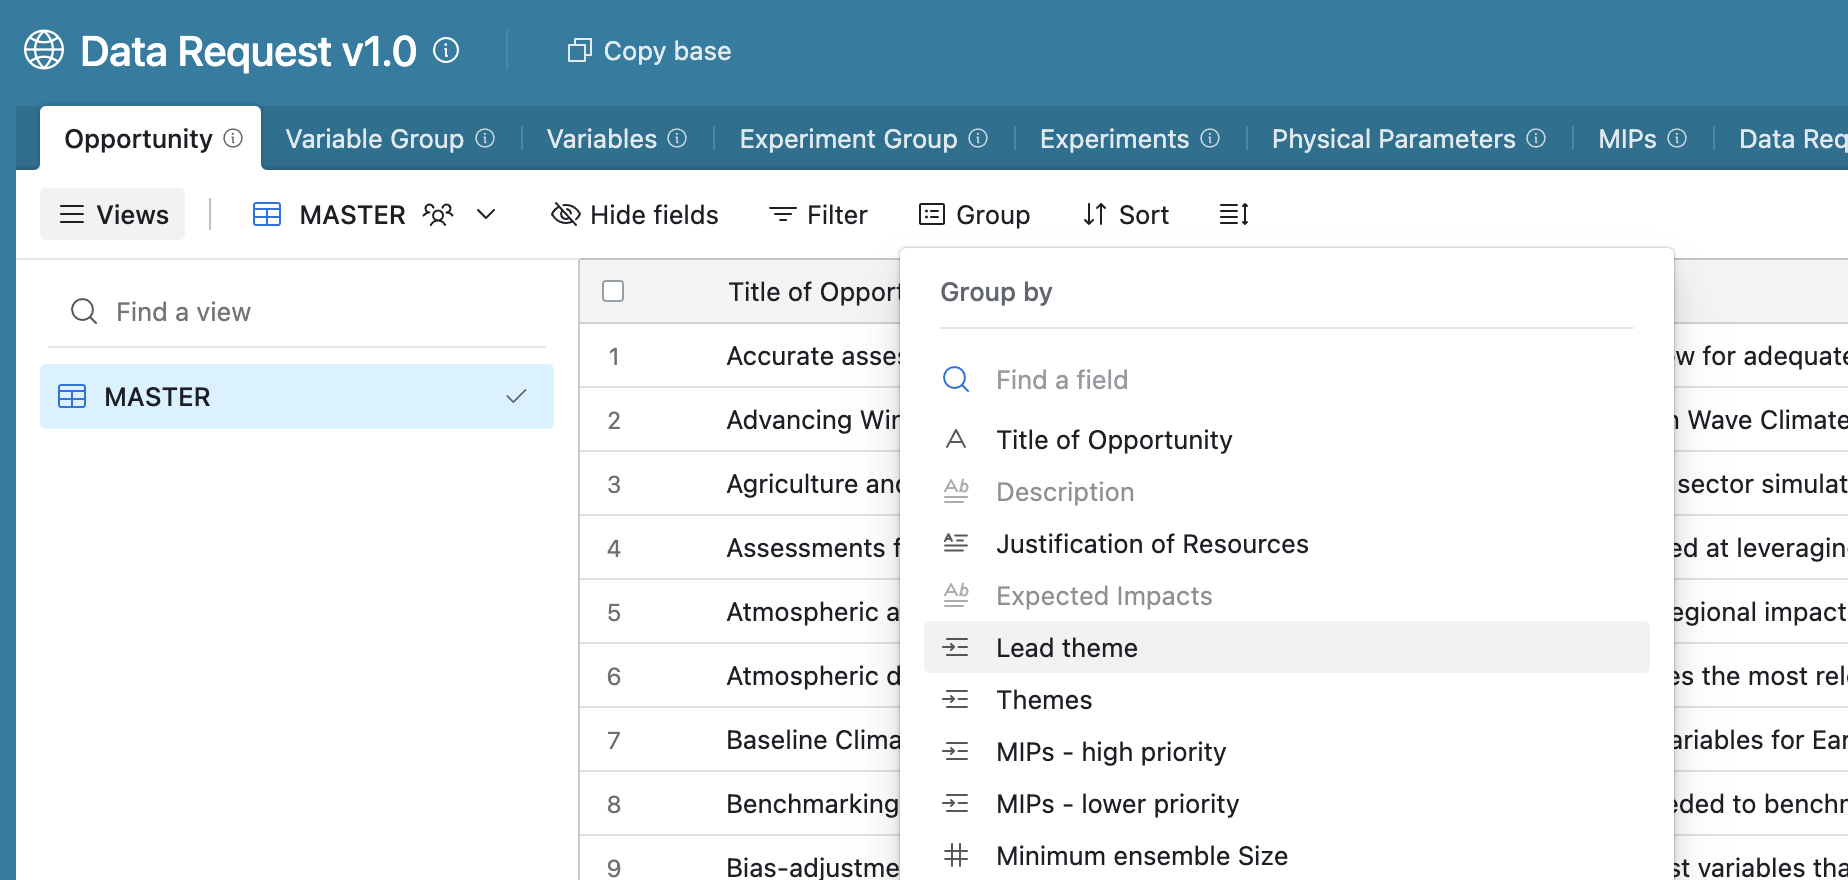 Data Request v1.0
Copy base
Opportunity
Variable Group
Variables
Experiment Group
Experiments
Physical Parameters
MIPs
Data Req
Views
MASTER
Hide fields
Filter
Group
Sort
Find a view
MASTER
Title of Opport
1 Accurate asses w for adequate
2 Advancing Win Wave Climate
3 Agriculture and sector simulat
4 Assessments f ed at leveragin
5 Atmospheric a egional impact
6 Atmospheric d es the most rel
7 Baseline Clima ariables for Ear
8 Benchmarking eded to benchm
9 Bias-adjustme st variables tha
Group by
Find a field
Title of Opportunity
Description
Justification of Resources
Expected Impacts
Lead theme
Themes
MIPs - high priority
MIPs - lower priority
Minimum ensemble Size